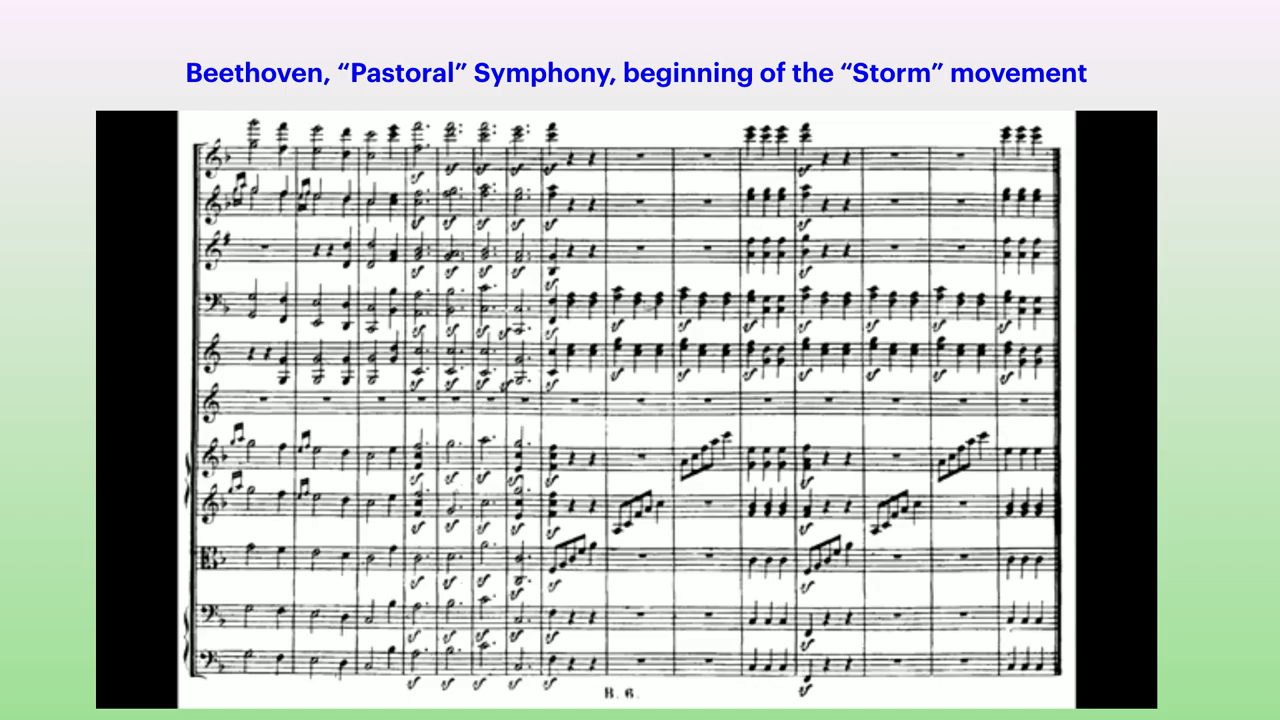 Beethoven, “Pastoral” Symphony, beginning of the “Storm” movement
B. 6.